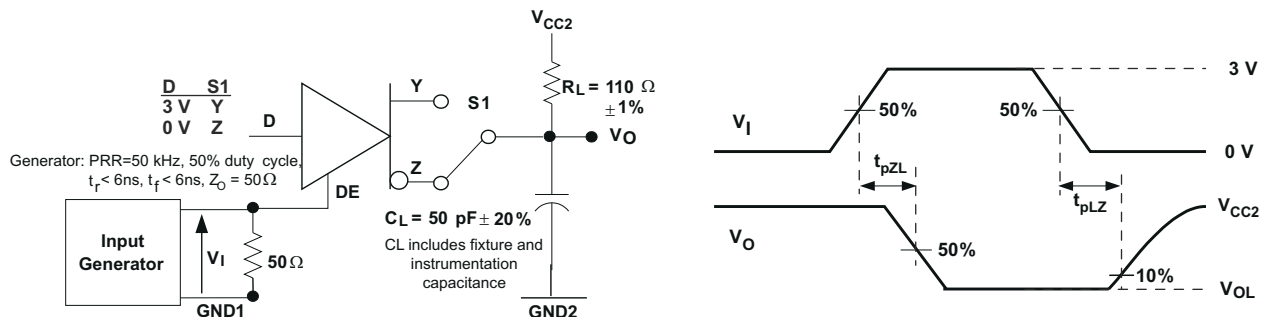 V_CC2
D S1
3 V Y
0 V Z
D
Y
S1
Z
DE
R_L = 110 Ω
±1%
V_O
Generator: PRR=50 kHz, 50% duty cycle,
t_r < 6ns, t_f < 6ns, Z_O = 50Ω
Input
Generator
V_I
50Ω
GND1
C_L = 50 pF ± 20%
CL includes fixture and
instrumentation
capacitance
GND2
3 V
V_I
50%
50%
0 V
t_pZL
t_pLZ
V_CC2
V_O
50%
10%
V_OL